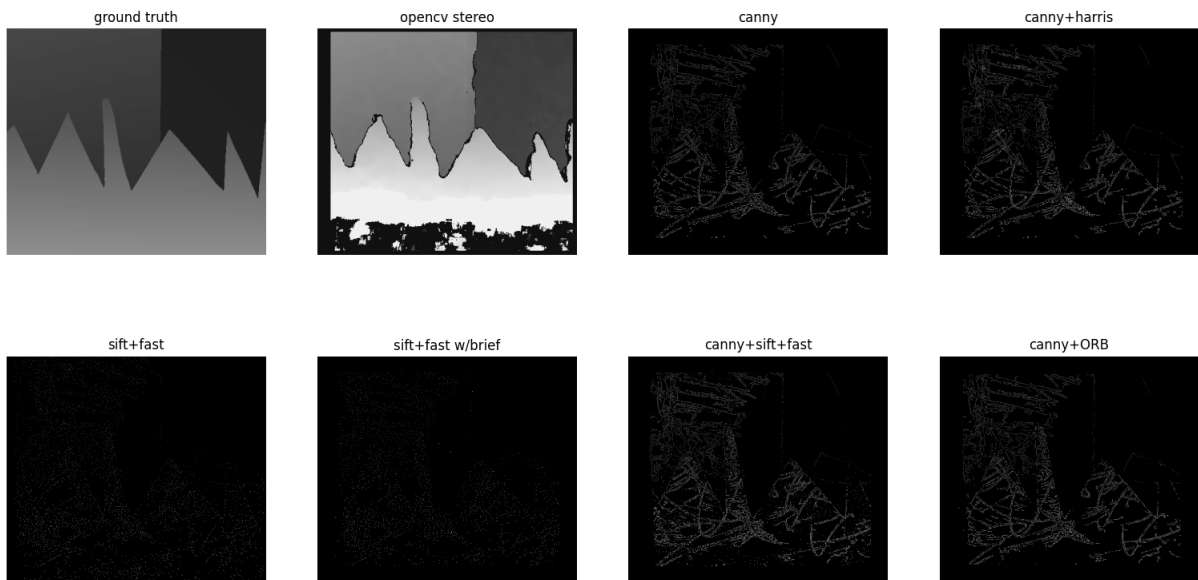 ground truth
opencv stereo
canny
canny+harris
sift+fast
sift+fast w/brief
canny+sift+fast
canny+ORB